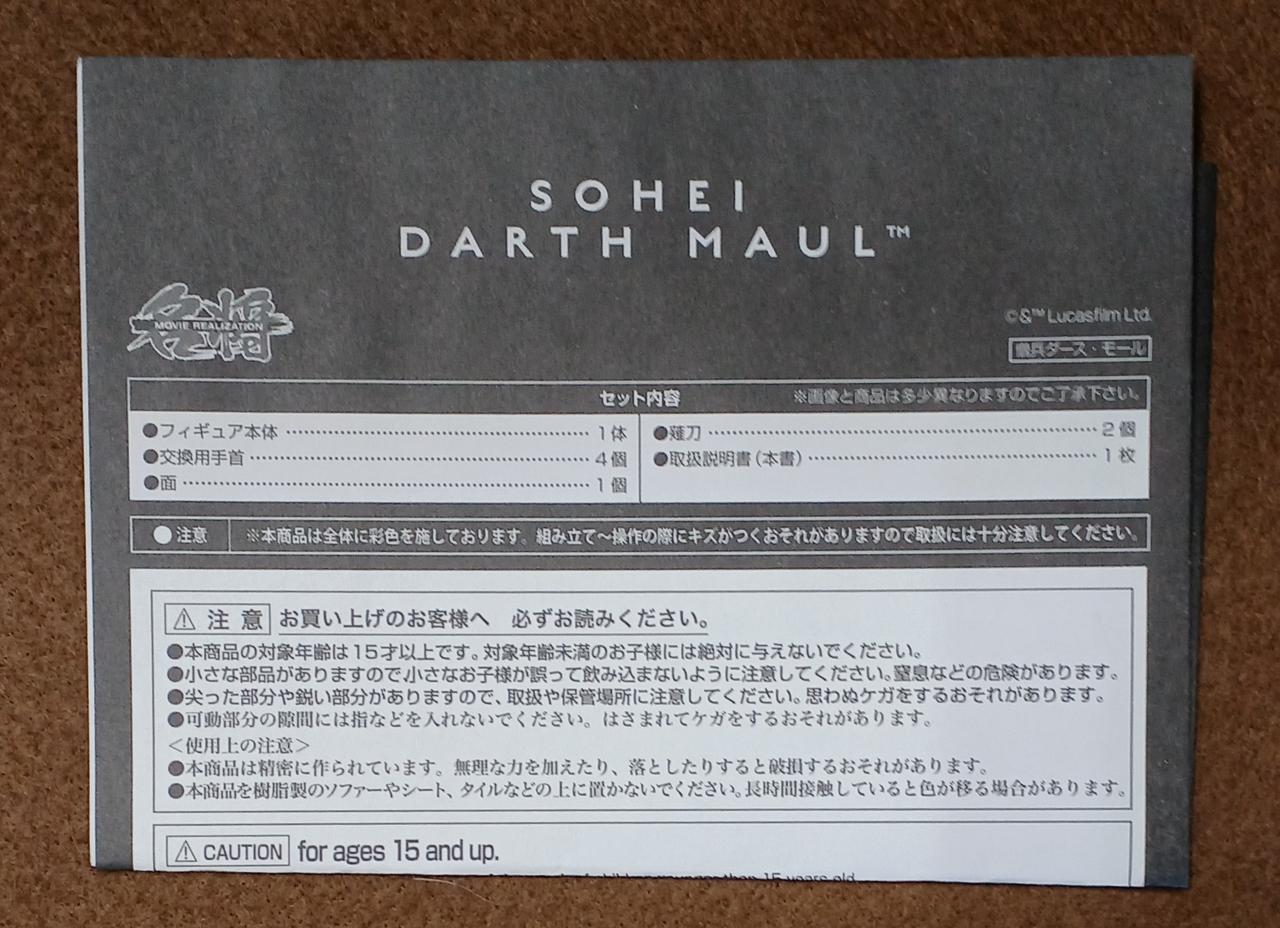 SOHEI
DARTH MAUL™
名将
MOVIE REALIZATION
©&™ Lucasfilm Ltd.
僧兵ダース・モール
セット内容
※画像と商品は多少異なりますのでご了承下さい。
●フィギュア本体 1体
●交換用手首 4個
●面 1個
●薙刀 2個
●取扱説明書(本書) 1枚
●注意 ※本商品は全体に彩色を施しております。組み立て〜操作の際にキズがつくおそれがありますので取扱には十分注意してください。
⚠ 注意 お買い上げのお客様へ 必ずお読みください。
●本商品の対象年齢は15才以上です。対象年齢未満のお子様には絶対に与えないでください。
●小さな部品がありますので、小さなお子様が誤って飲み込まないように注意してください。窒息などの危険があります。
●尖った部分や鋭い部分がありますので、取扱や保管場所に注意してください。思わぬケガをするおそれがあります。
●可動部分の隙間には指などを入れないでください。はさまれてケガをするおそれがあります。
<使用上の注意>
●本商品は精密に作られています。無理な力を加えたり、落としたりすると破損するおそれがあります。
●本商品を樹脂製のソファーやシート、タイルなどの上に置かないでください。長時間接触していると色が移る場合があります。
⚠ CAUTION for ages 15 and up.
children younger than 15 years old